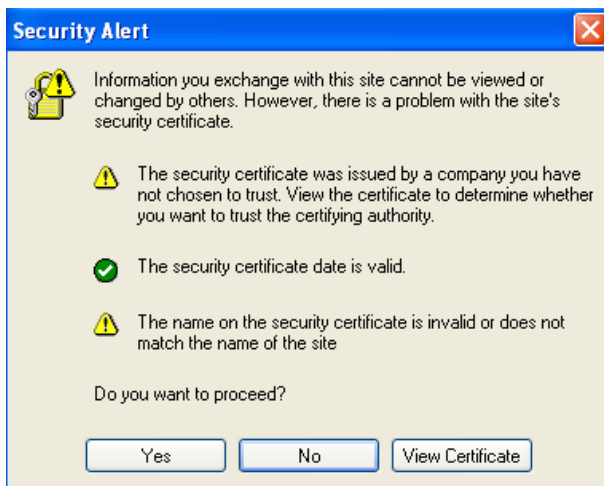 Security Alert
Information you exchange with this site cannot be viewed or
changed by others. However, there is a problem with the site's
security certificate.
The security certificate was issued by a company you have
not chosen to trust. View the certificate to determine whether
you want to trust the certifying authority.
The security certificate date is valid.
The name on the security certificate is invalid or does not
match the name of the site
Do you want to proceed?
Yes No View Certificate